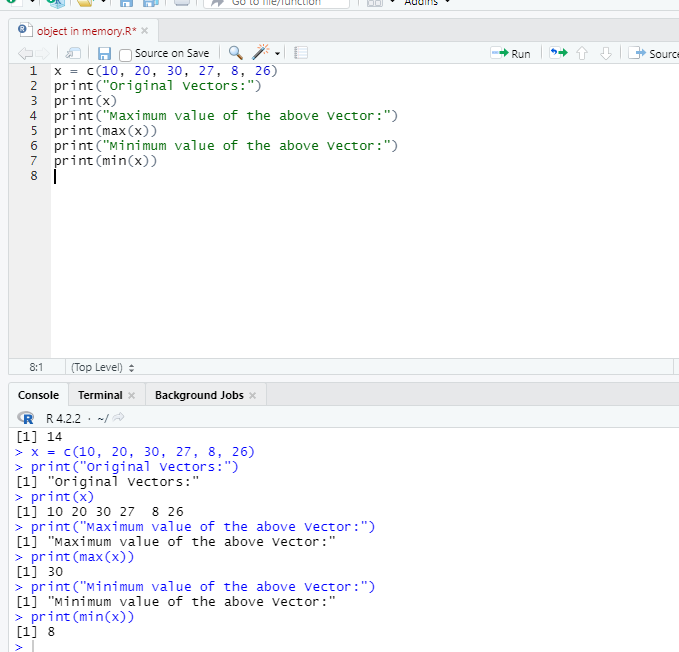 Go to file/function
Addins
object in memory.R*
Source on Save
Run
Source
1 x = c(10, 20, 30, 27, 8, 26)
2 print("Original Vectors:")
3 print(x)
4 print("Maximum value of the above Vector:")
5 print(max(x))
6 print("Minimum value of the above Vector:")
7 print(min(x))
8
8:1 (Top Level)
Console Terminal Background Jobs
R 4.2.2 · ~/
[1] 14
> x = c(10, 20, 30, 27, 8, 26)
> print("Original Vectors:")
[1] "Original Vectors:"
> print(x)
[1] 10 20 30 27  8 26
> print("Maximum value of the above Vector:")
[1] "Maximum value of the above Vector:"
> print(max(x))
[1] 30
> print("Minimum value of the above Vector:")
[1] "Minimum value of the above Vector:"
> print(min(x))
[1] 8
>